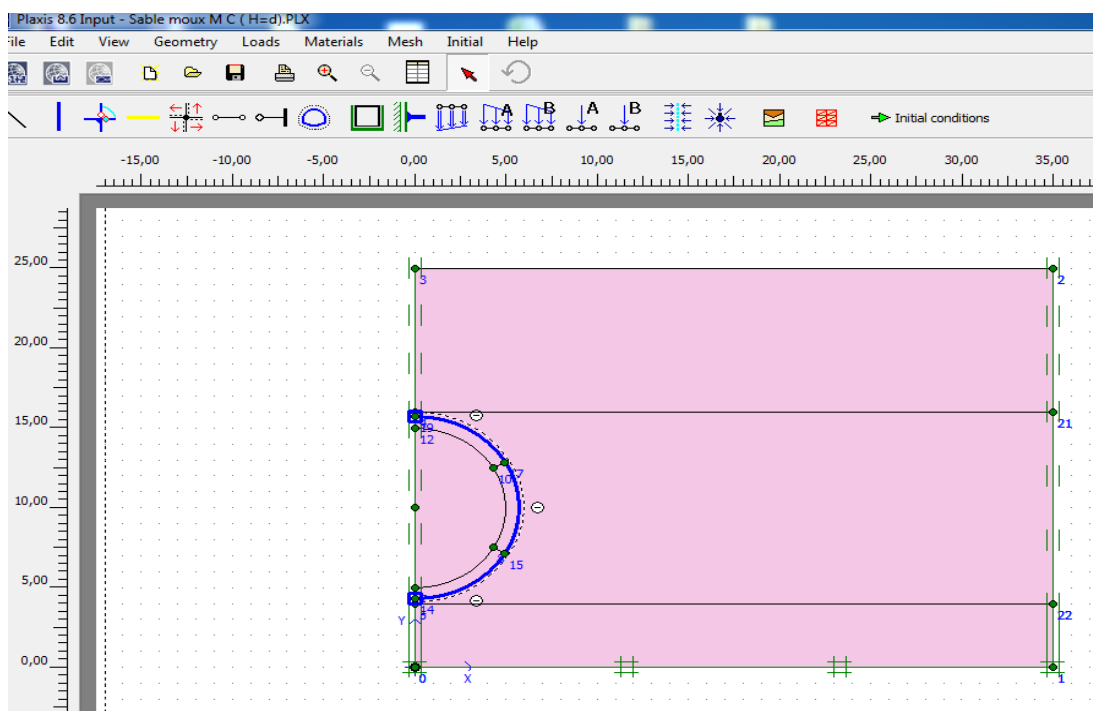 Plaxis 8.6 Input - Sable moux M C ( H=d).PLX
File Edit View Geometry Loads Materials Mesh Initial Help
A B A B Initial conditions
-15,00 -10,00 -5,00 0,00 5,00 10,00 15,00 20,00 25,00 30,00 35,00
25,00
3 2
20,00
15,00
19 21
12
10
10,00
15
5,00
14 22
Y
0,00
0 X 1